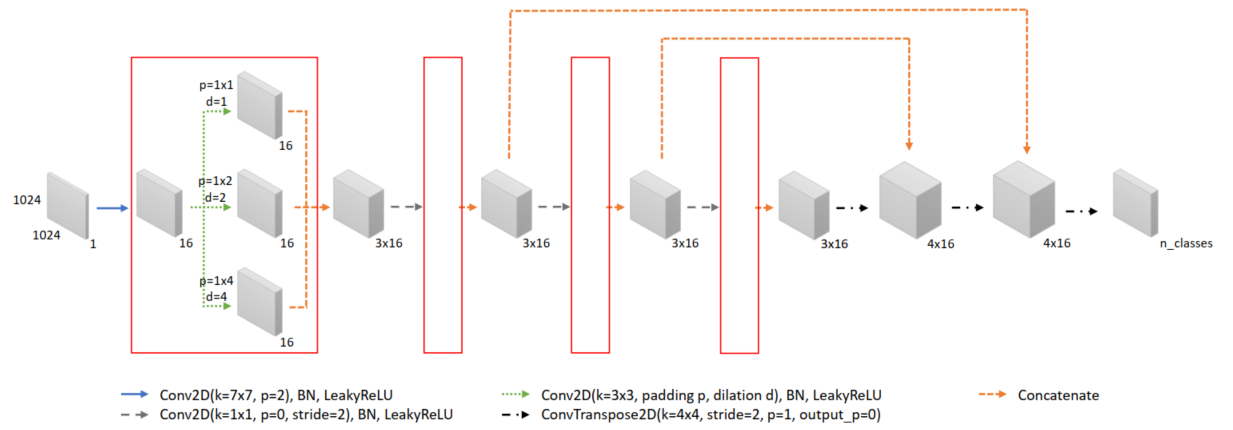 p=1x1
d=1
16
1024
1024
1
16
p=1x2
d=2
16
p=1x4
d=4
16
3x16
3x16
3x16
3x16
4x16
4x16
n_classes
Conv2D(k=7x7, p=2), BN, LeakyReLU
Conv2D(k=3x3, padding p, dilation d), BN, LeakyReLU
Concatenate
Conv2D(k=1x1, p=0, stride=2), BN, LeakyReLU
ConvTranspose2D(k=4x4, stride=2, p=1, output_p=0)